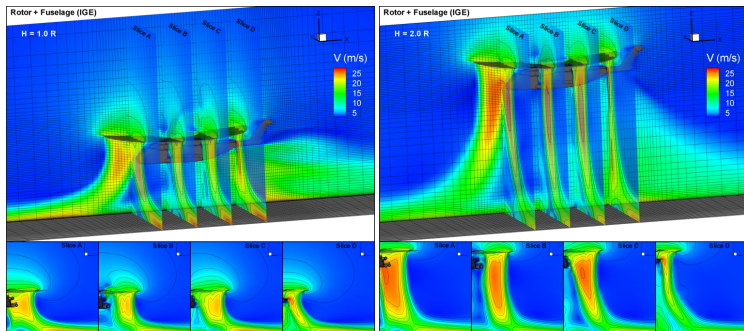 Rotor + Fuselage (IGE)
H = 1.0 R
Slice A
Slice B
Slice C
Slice D
Z
X
V (m/s)
25
20
15
10
5
Slice A
Slice B
Slice C
Slice D
Rotor + Fuselage (IGE)
H = 2.0 R
Slice A
Slice B
Slice C
Slice D
Z
X
V (m/s)
25
20
15
10
5
Slice A
Slice B
Slice C
Slice D